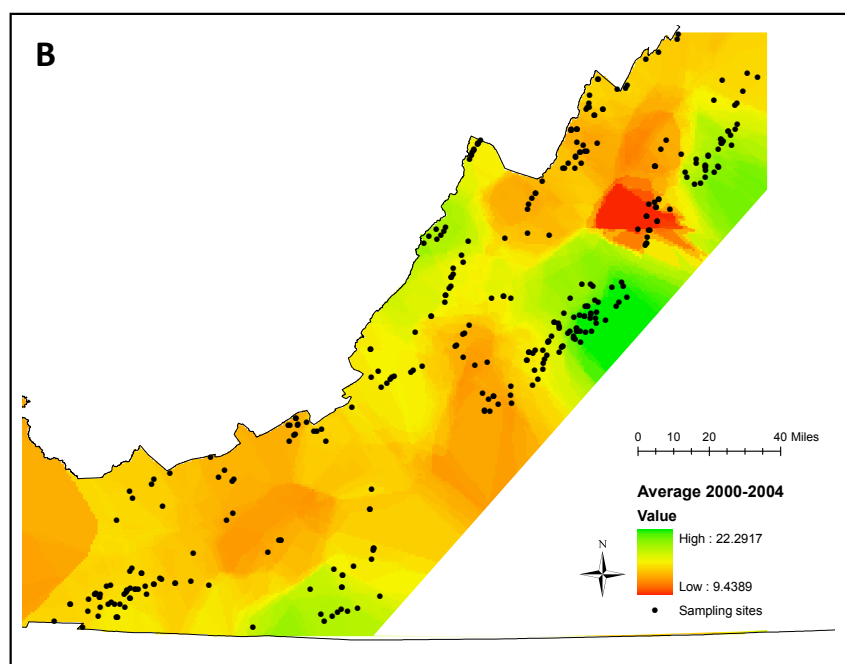 B
0 10 20 40 Miles
Average 2000-2004
Value
High : 22.2917
Low : 9.4389
N
Sampling sites